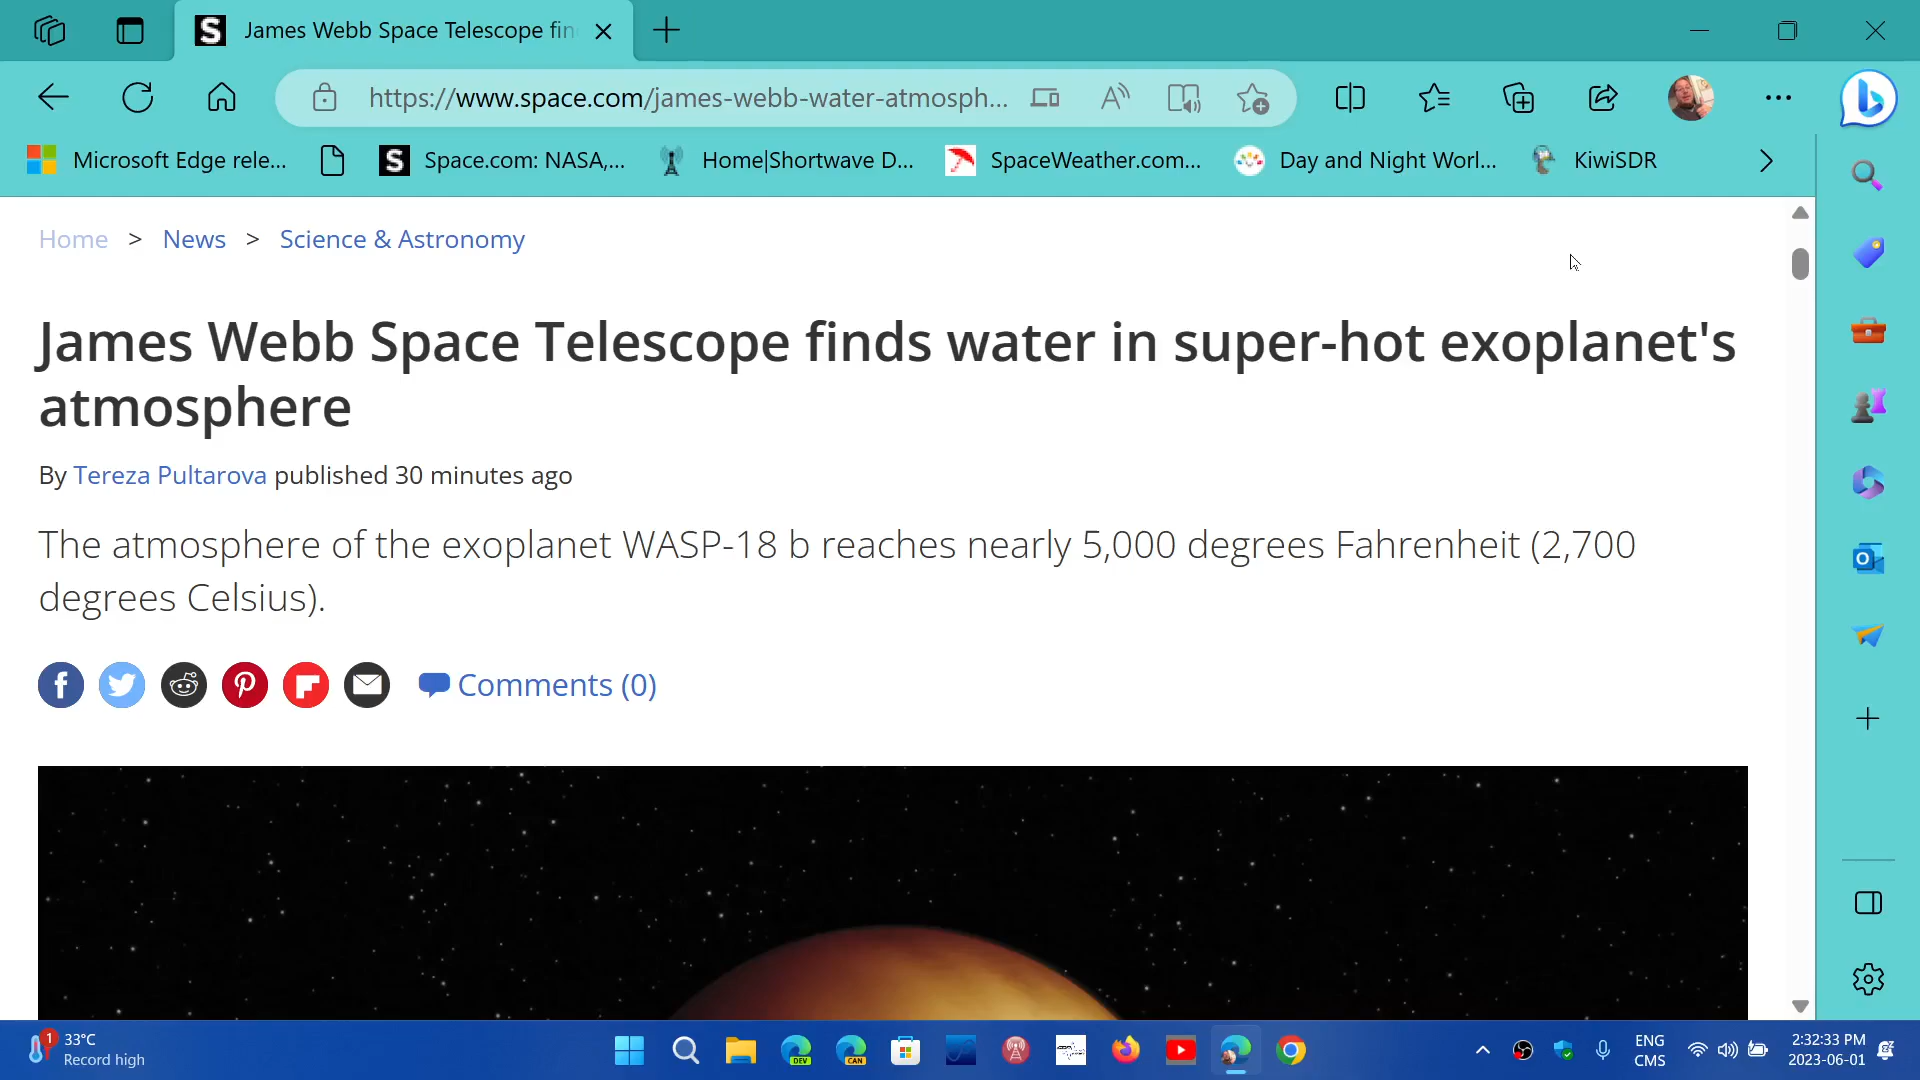 James Webb Space Telescope fin
https://www.space.com/james-webb-water-atmosph...
Microsoft Edge rele...
Space.com: NASA,...
Home|Shortwave D...
SpaceWeather.com...
Day and Night Worl...
KiwiSDR
Home > News > Science & Astronomy
James Webb Space Telescope finds water in super-hot exoplanet's
atmosphere
By Tereza Pultarova published 30 minutes ago
The atmosphere of the exoplanet WASP-18 b reaches nearly 5,000 degrees Fahrenheit (2,700
degrees Celsius).
Comments (0)
1
33°C
Record high
DEV
CAN
ENG
CMS
2:32:33 PM
2023-06-01